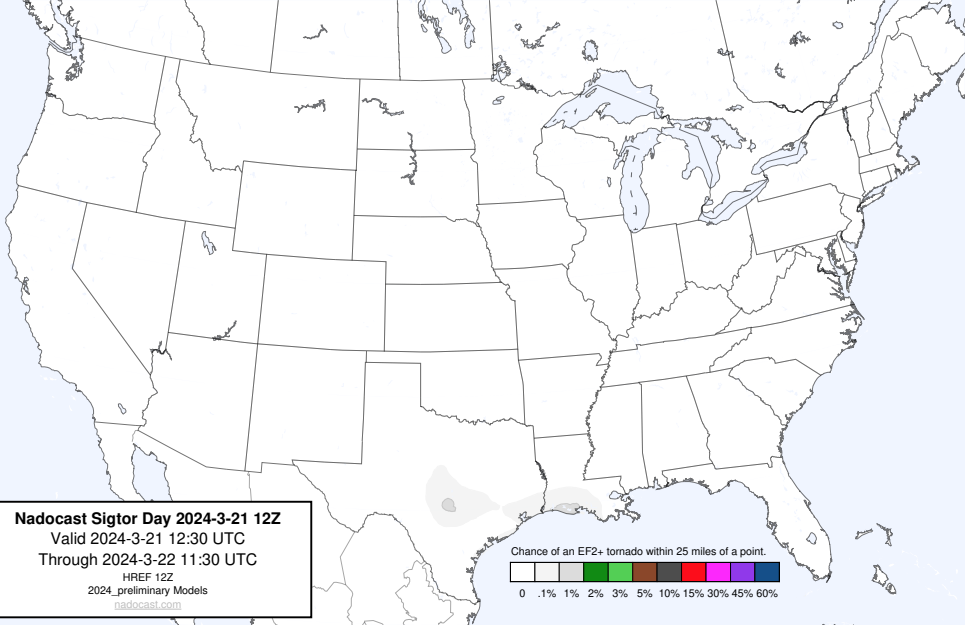 Nadocast Sigtor Day 2024-3-21 12Z
Valid 2024-3-21 12:30 UTC
Through 2024-3-22 11:30 UTC
HREF 12Z
2024_preliminary Models
nadocast.com
Chance of an EF2+ tornado within 25 miles of a point.
0 .1% 1% 2% 3% 5% 10% 15% 30% 45% 60%